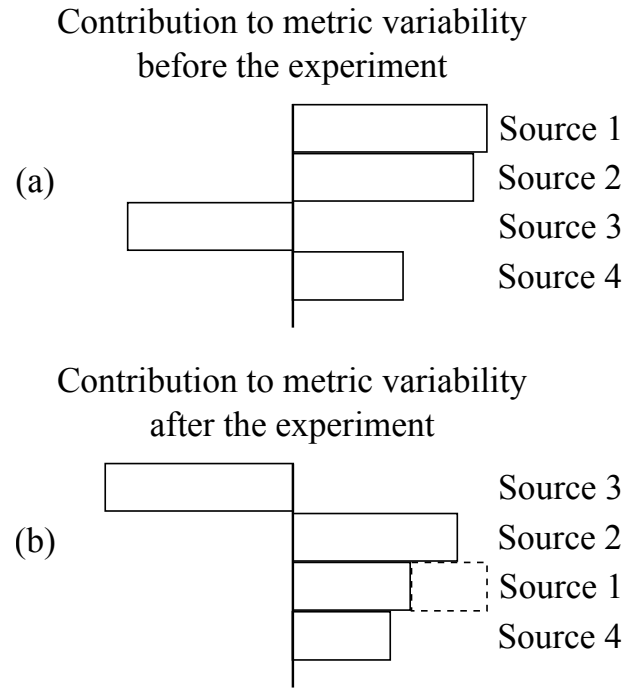 Contribution to metric variability
before the experiment
Source 1
(a)
Source 2
Source 3
Source 4
Contribution to metric variability
after the experiment
Source 3
(b)
Source 2
Source 1
Source 4